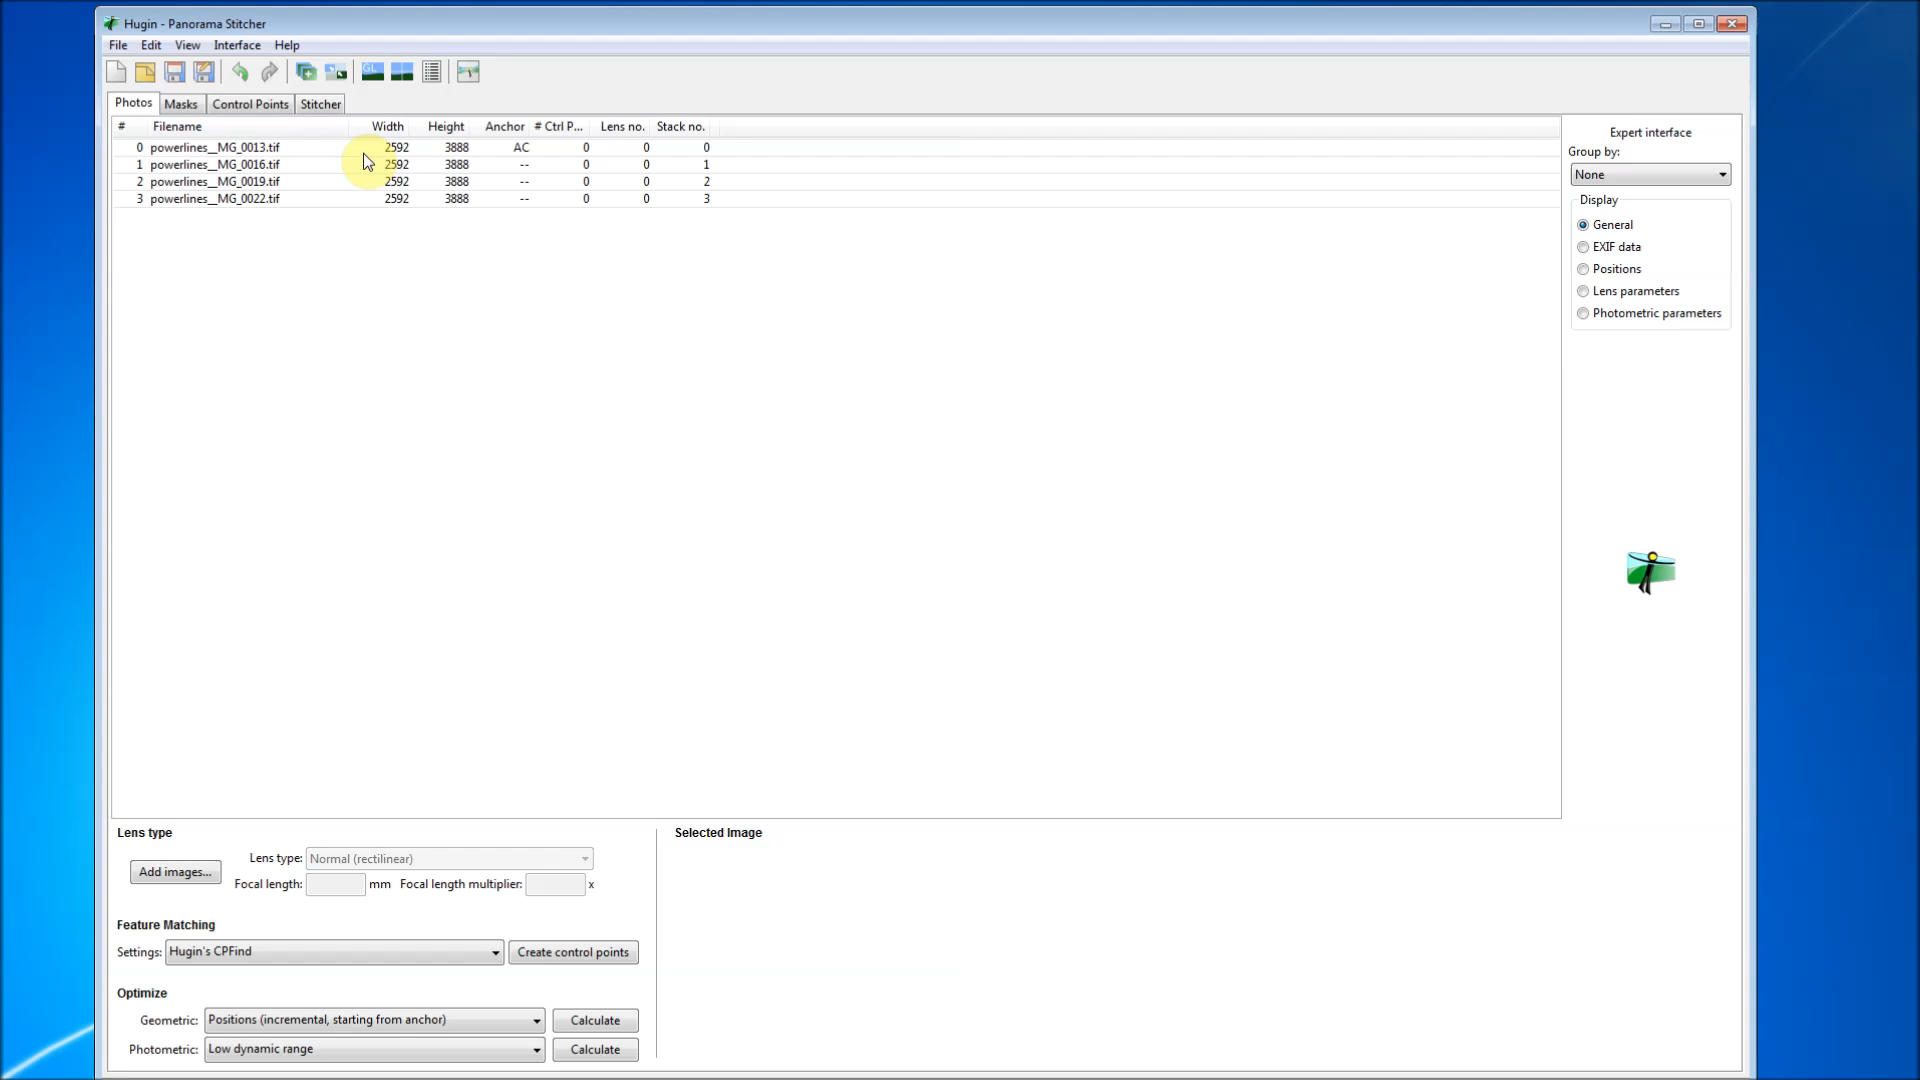 Hugin - Panorama Stitcher
File Edit View Interface Help
GL
Photos Masks Control Points Stitcher
# Filename Width Height Anchor # Ctrl P... Lens no. Stack no.
0 powerlines__MG_0013.tif 2592 3888 AC 0 0 0
1 powerlines__MG_0016.tif 2592 3888 -- 0 0 1
2 powerlines__MG_0019.tif 2592 3888 -- 0 0 2
3 powerlines__MG_0022.tif 2592 3888 -- 0 0 3
Expert interface
Group by:
None
Display
General
EXIF data
Positions
Lens parameters
Photometric parameters
Lens type
Add images...
Lens type: Normal (rectilinear)
Focal length: mm Focal length multiplier: x
Feature Matching
Settings: Hugin's CPFind Create control points
Optimize
Geometric: Positions (incremental, starting from anchor) Calculate
Photometric: Low dynamic range Calculate
Selected Image